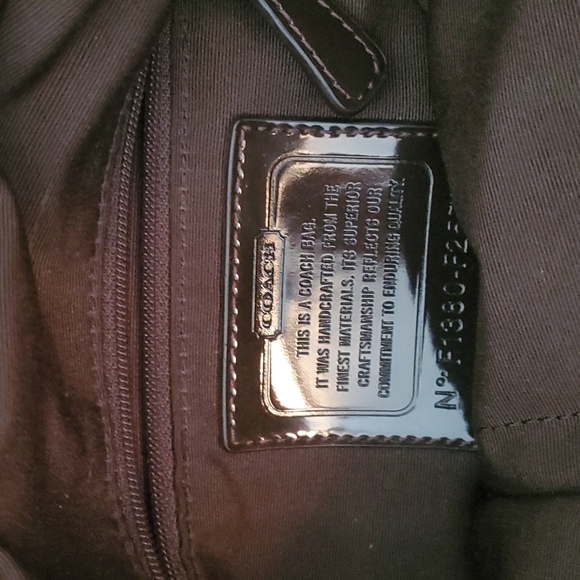 COACH
THIS IS A COACH BAG.
IT WAS HANDCRAFTED FROM THE
FINEST MATERIALS. ITS SUPERIOR
CRAFTSMANSHIP REFLECTS OUR
COMMITMENT TO ENDURING QUALITY.
Nº